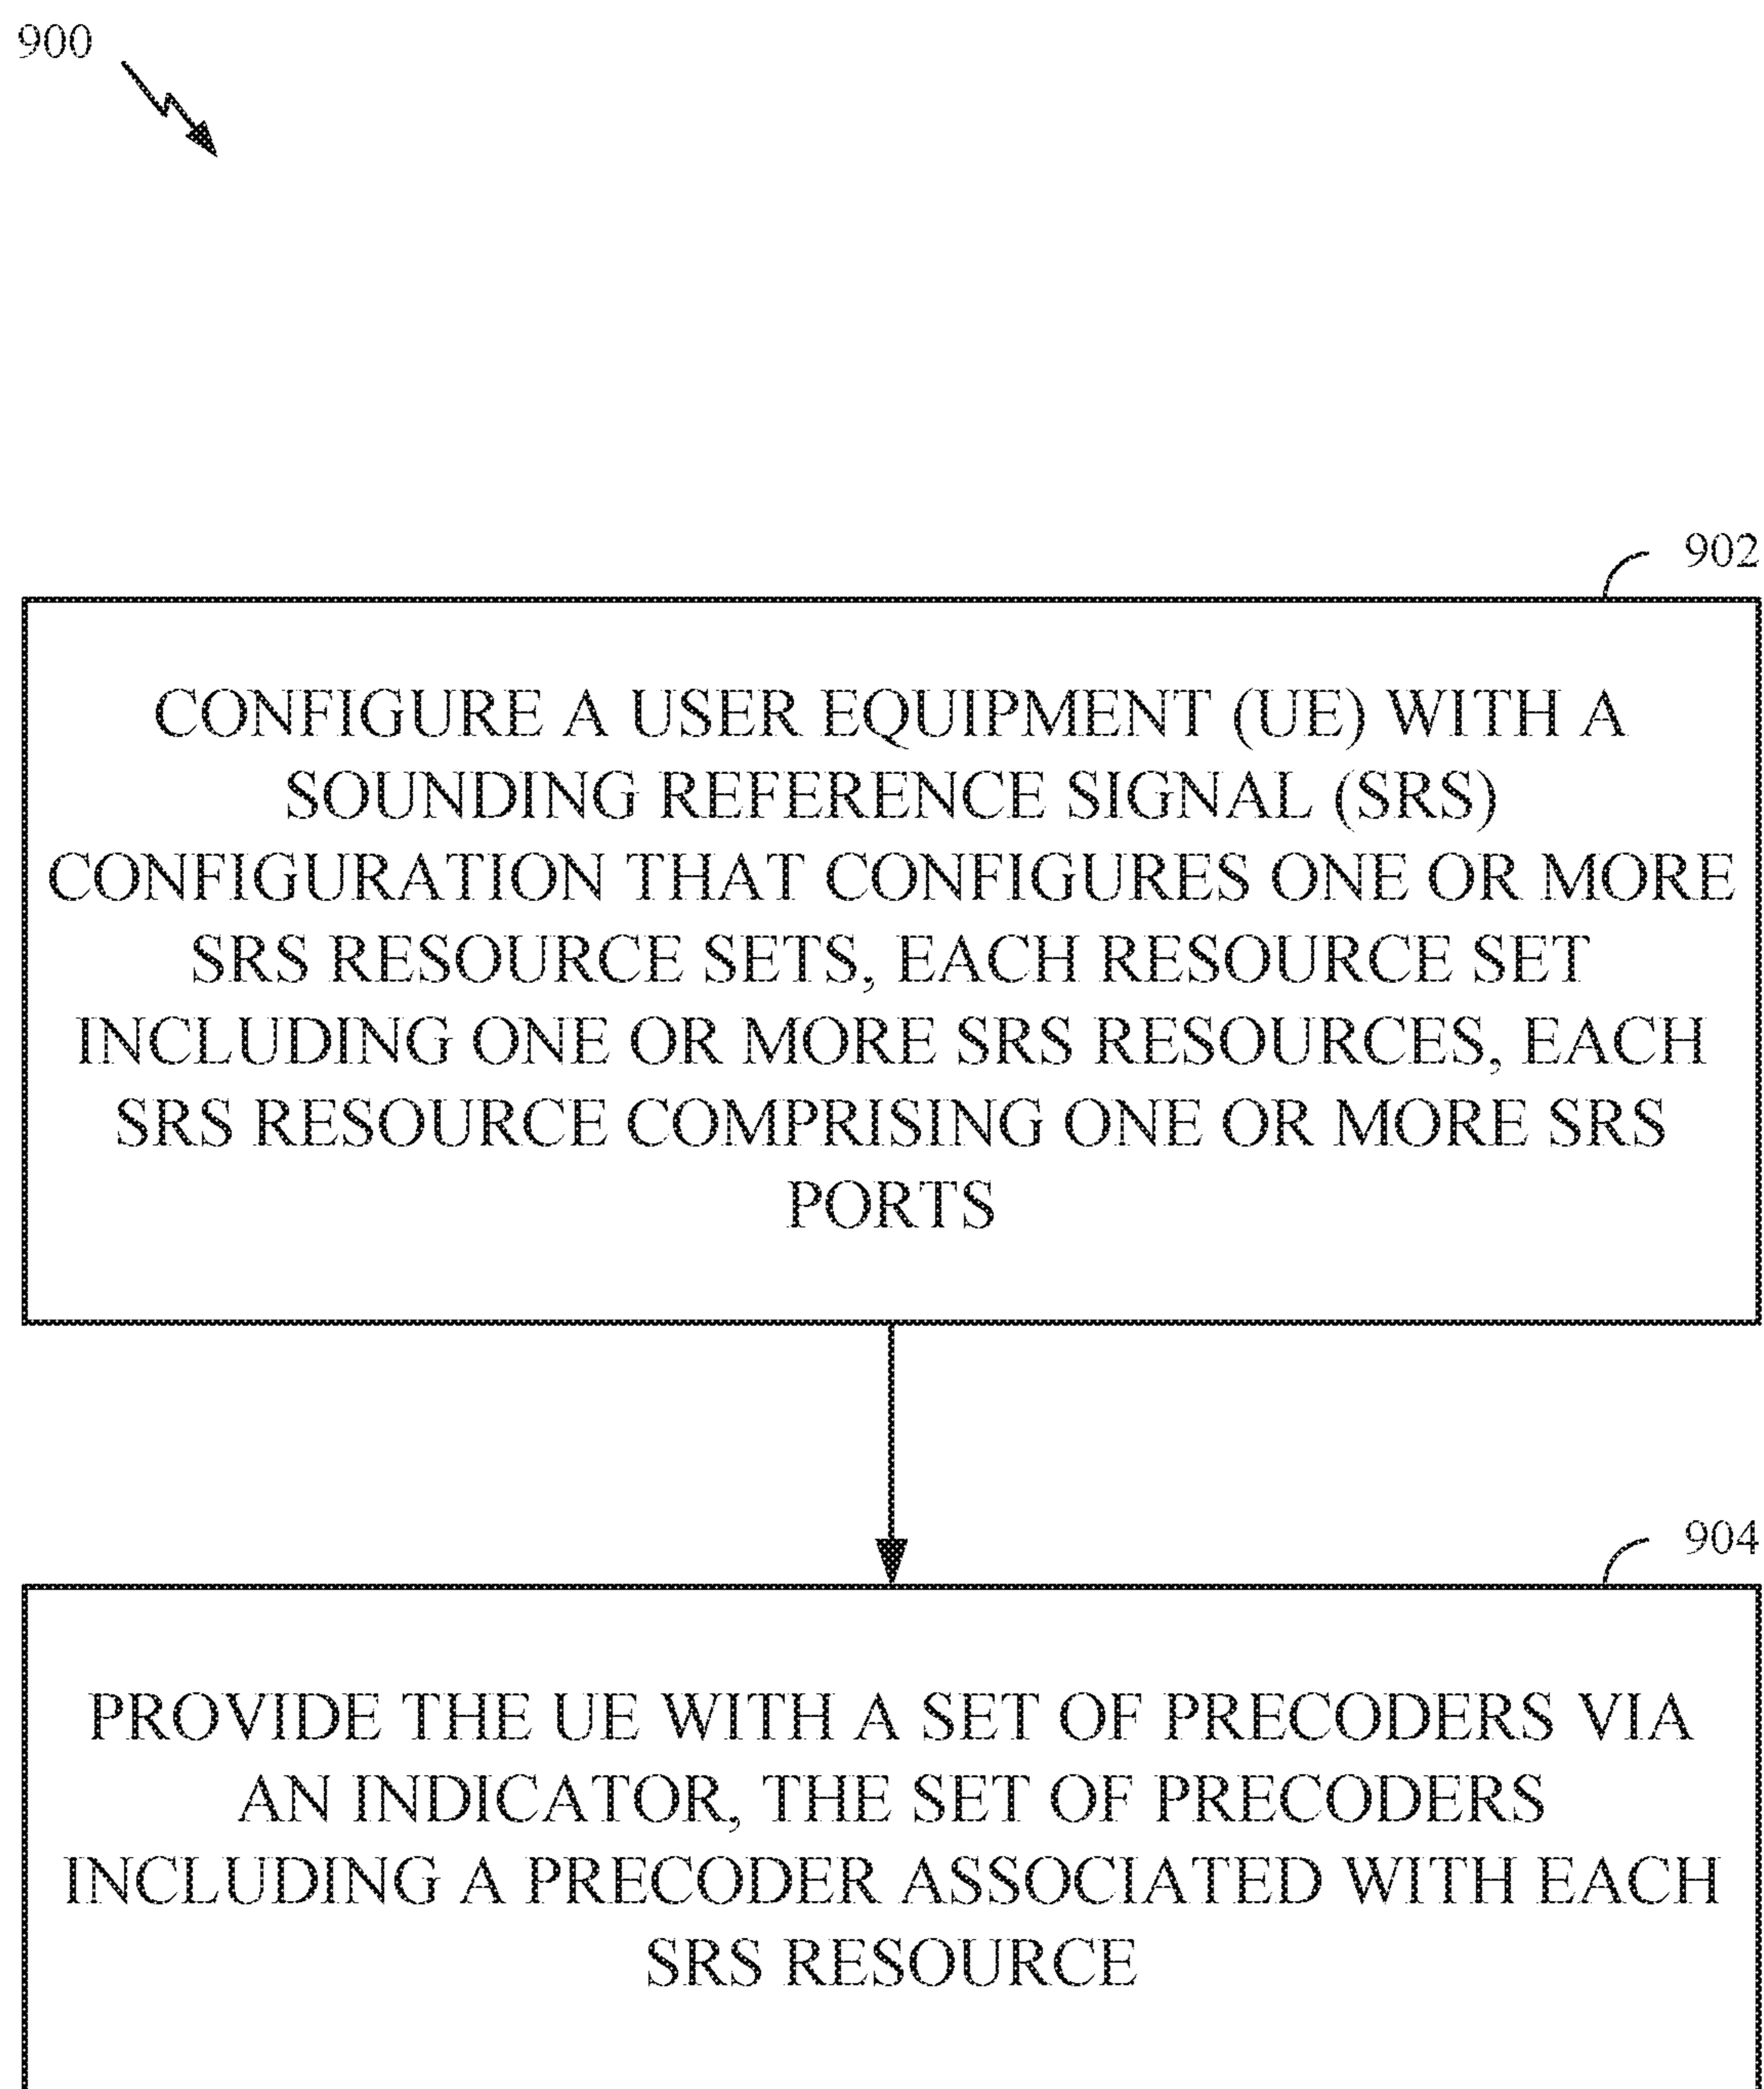 900
902
CONFIGURE A USER EQUIPMENT (UE) WITH A
SOUNDING REFERENCE SIGNAL (SRS)
CONFIGURATION THAT CONFIGURES ONE OR MORE
SRS RESOURCE SETS, EACH RESOURCE SET
INCLUDING ONE OR MORE SRS RESOURCES, EACH
SRS RESOURCE COMPRISING ONE OR MORE SRS
PORTS
904
PROVIDE THE UE WITH A SET OF PRECODERS VIA
AN INDICATOR, THE SET OF PRECODERS
INCLUDING A PRECODER ASSOCIATED WITH EACH
SRS RESOURCE